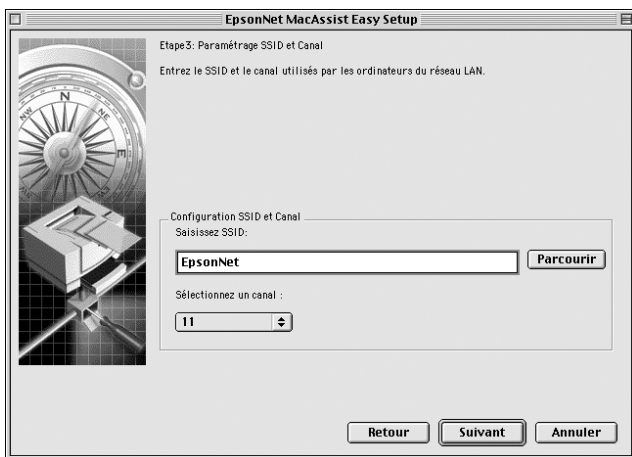 EpsonNet MacAssist Easy Setup
Etape3: Paramétrage SSID et Canal
Entrez le SSID et le canal utilisés par les ordinateurs du réseau LAN.
N
NE
E
Configuration SSID et Canal
Saisissez SSID:
EpsonNet
Parcourir
Sélectionnez un canal :
11
Retour
Suivant
Annuler